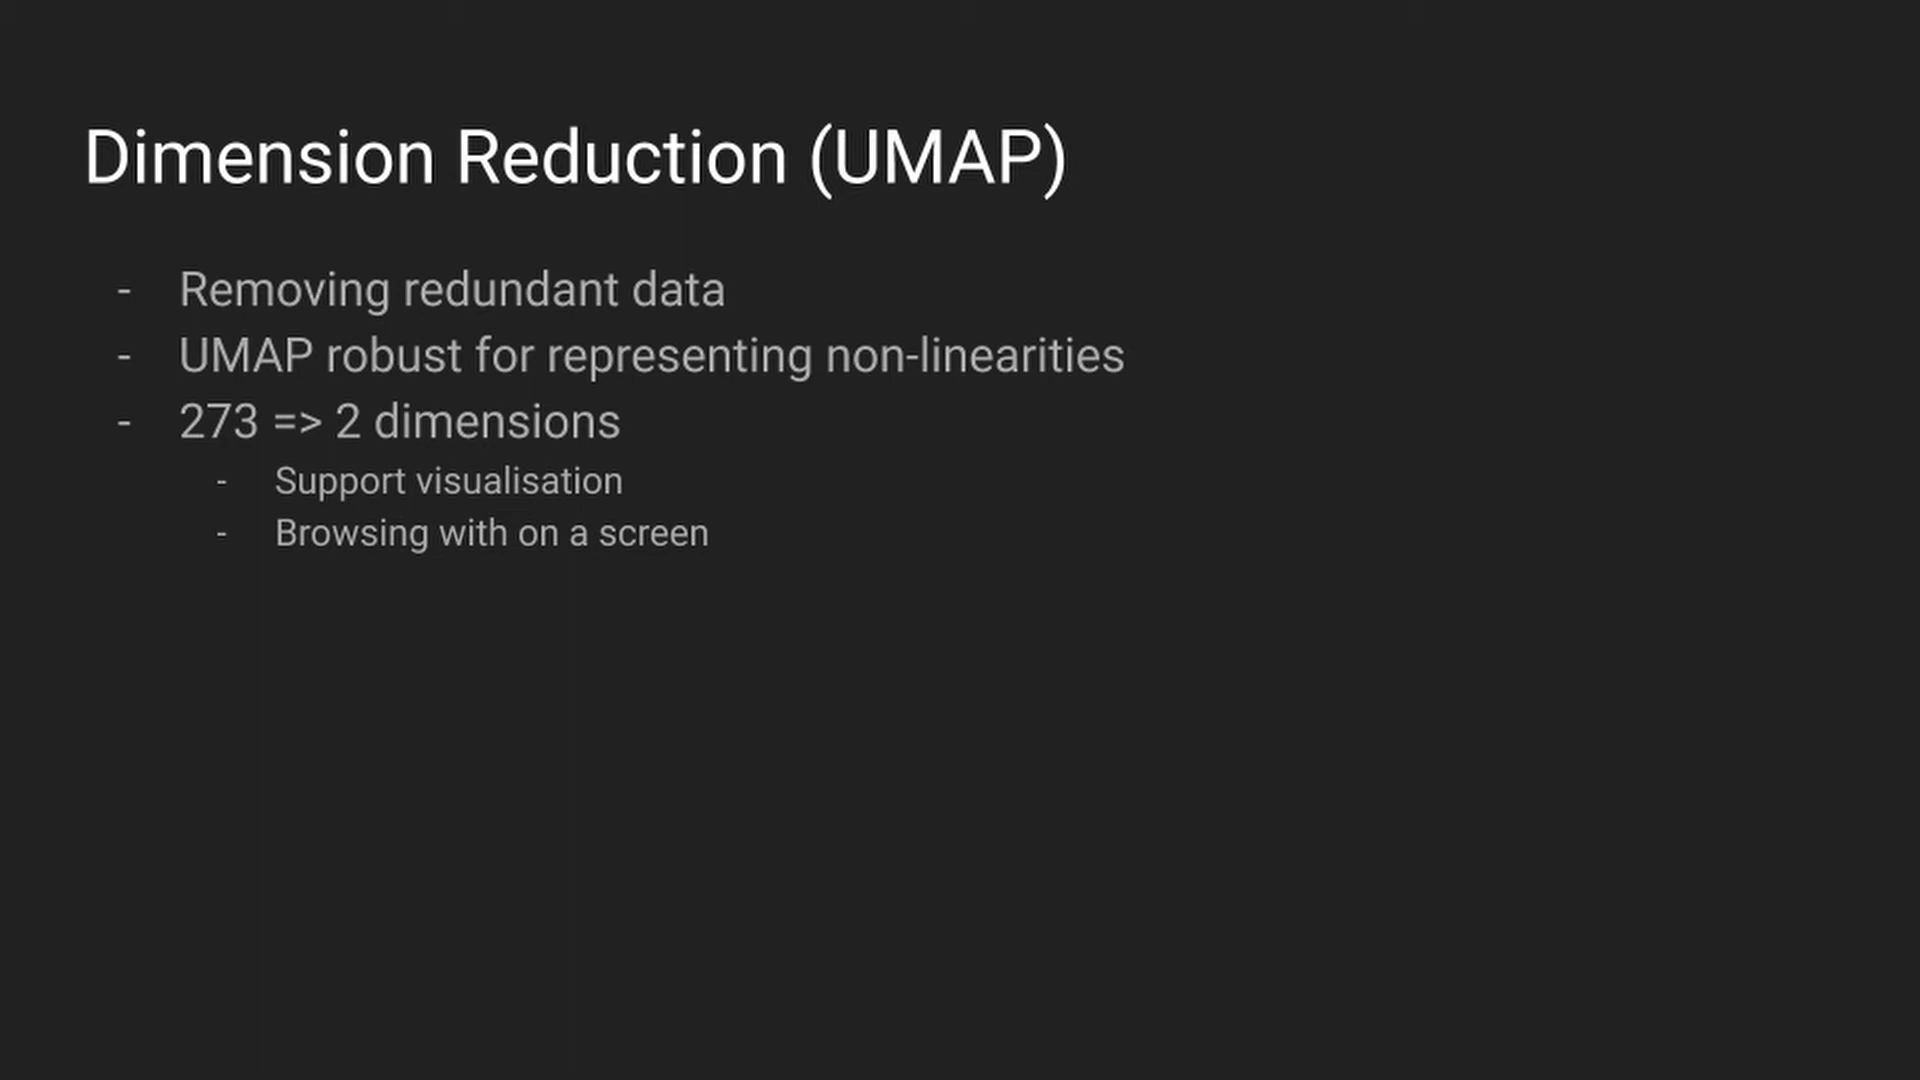 Dimension Reduction (UMAP)
- Removing redundant data
- UMAP robust for representing non-linearities
- 273 => 2 dimensions
- Support visualisation
- Browsing with on a screen